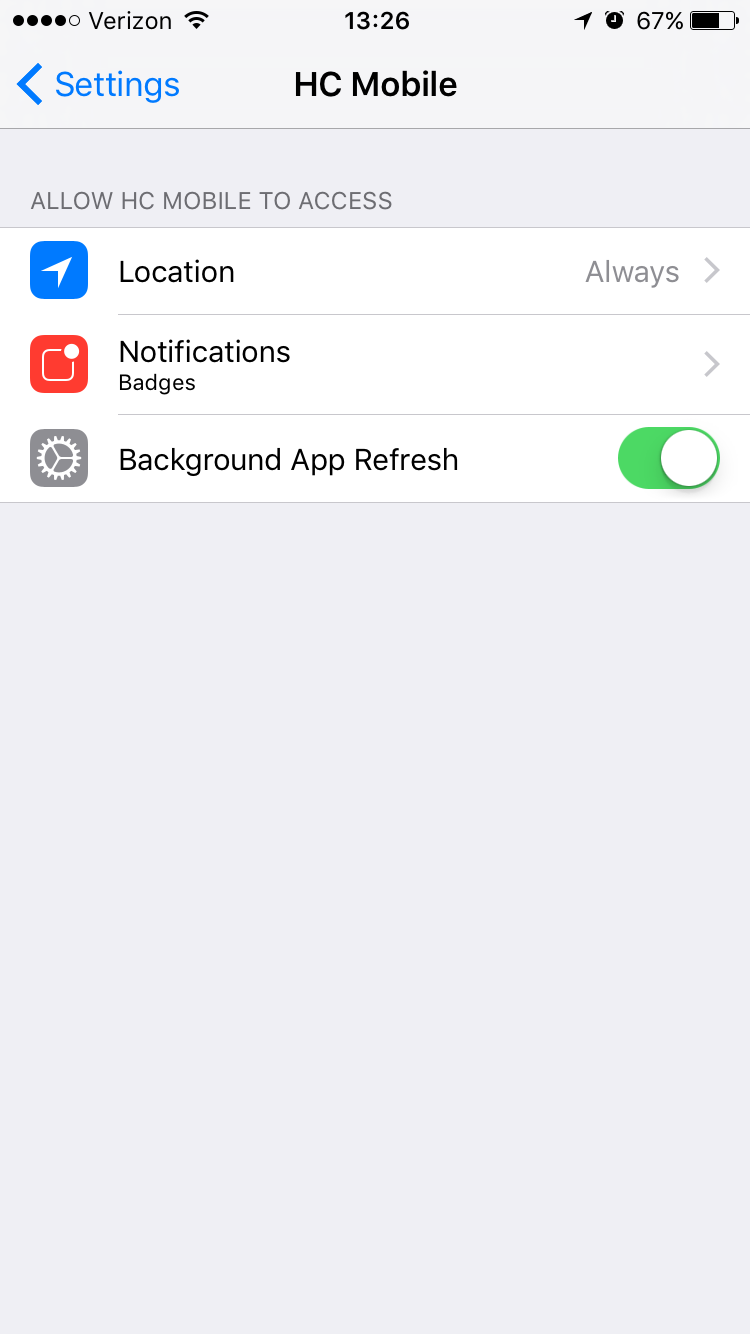 Verizon 13:26 67%
Settings HC Mobile
ALLOW HC MOBILE TO ACCESS
Location Always
Notifications
Badges
Background App Refresh